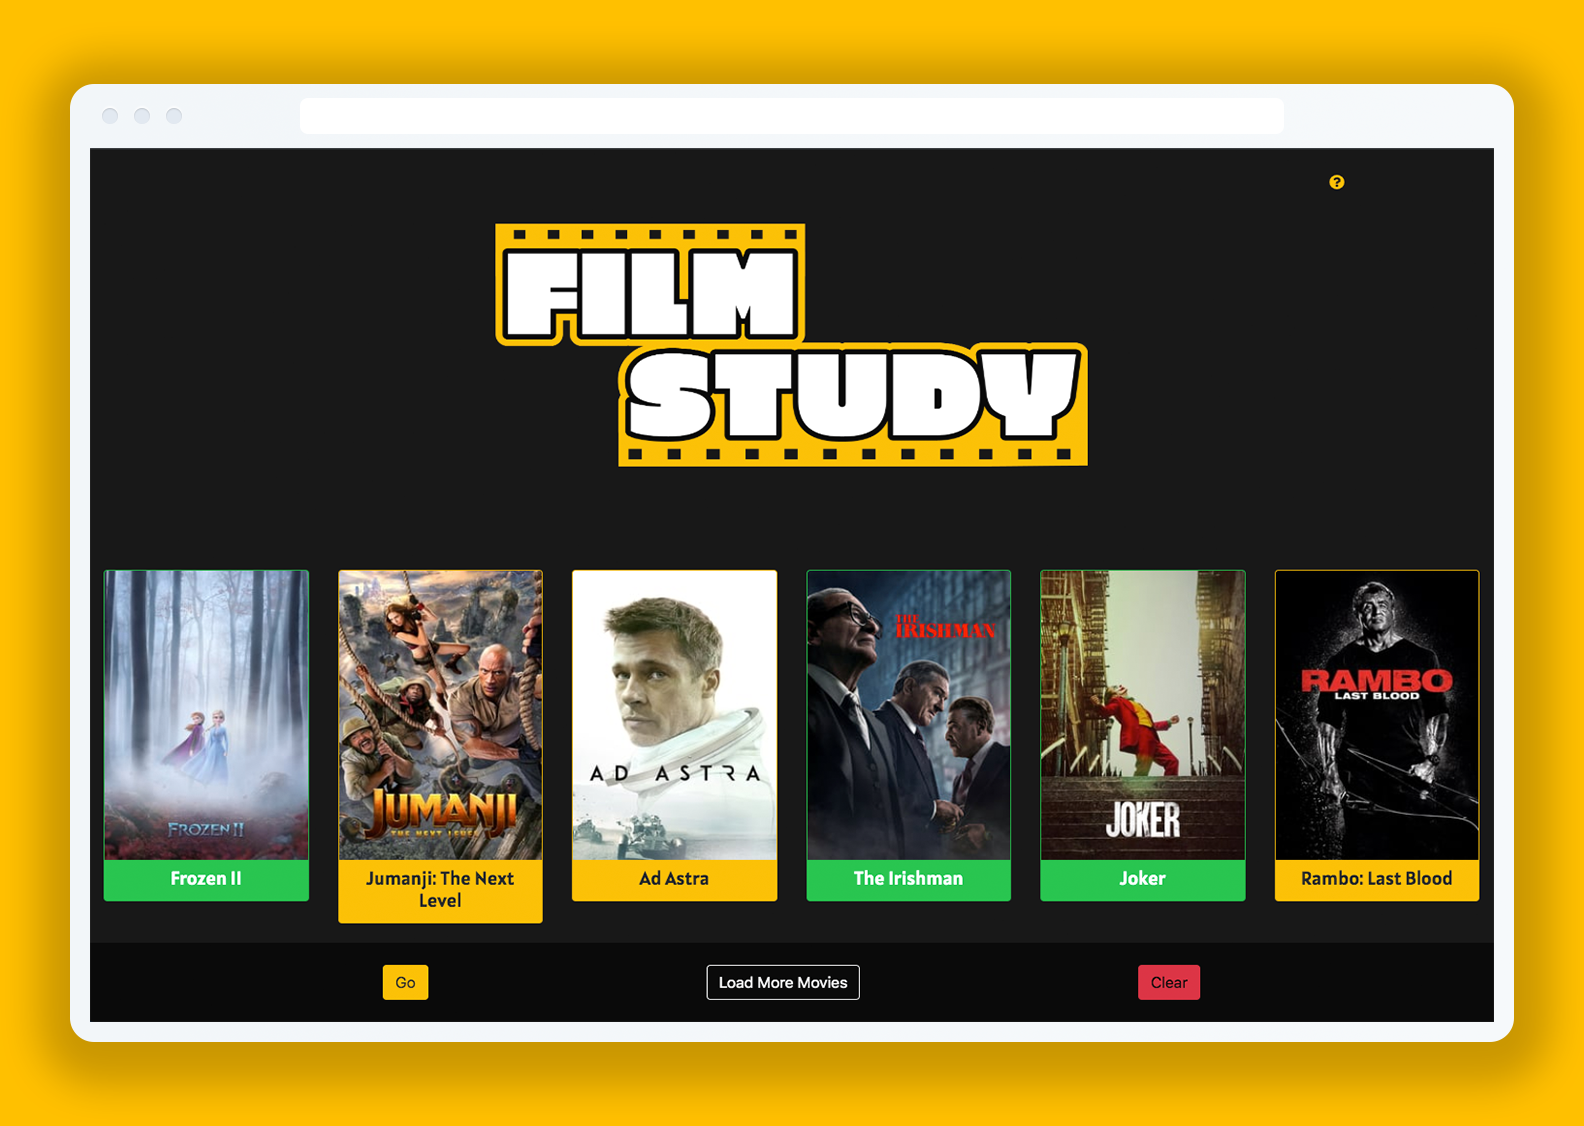 ?
FILM
STUDY
FROZEN II
JUMANJI
THE NEXT LEVEL
AD ASTRA
THE
IRISHMAN
JOKER
RAMBO
LAST BLOOD
Frozen II
Jumanji: The Next
Level
Ad Astra
The Irishman
Joker
Rambo: Last Blood
Go
Load More Movies
Clear